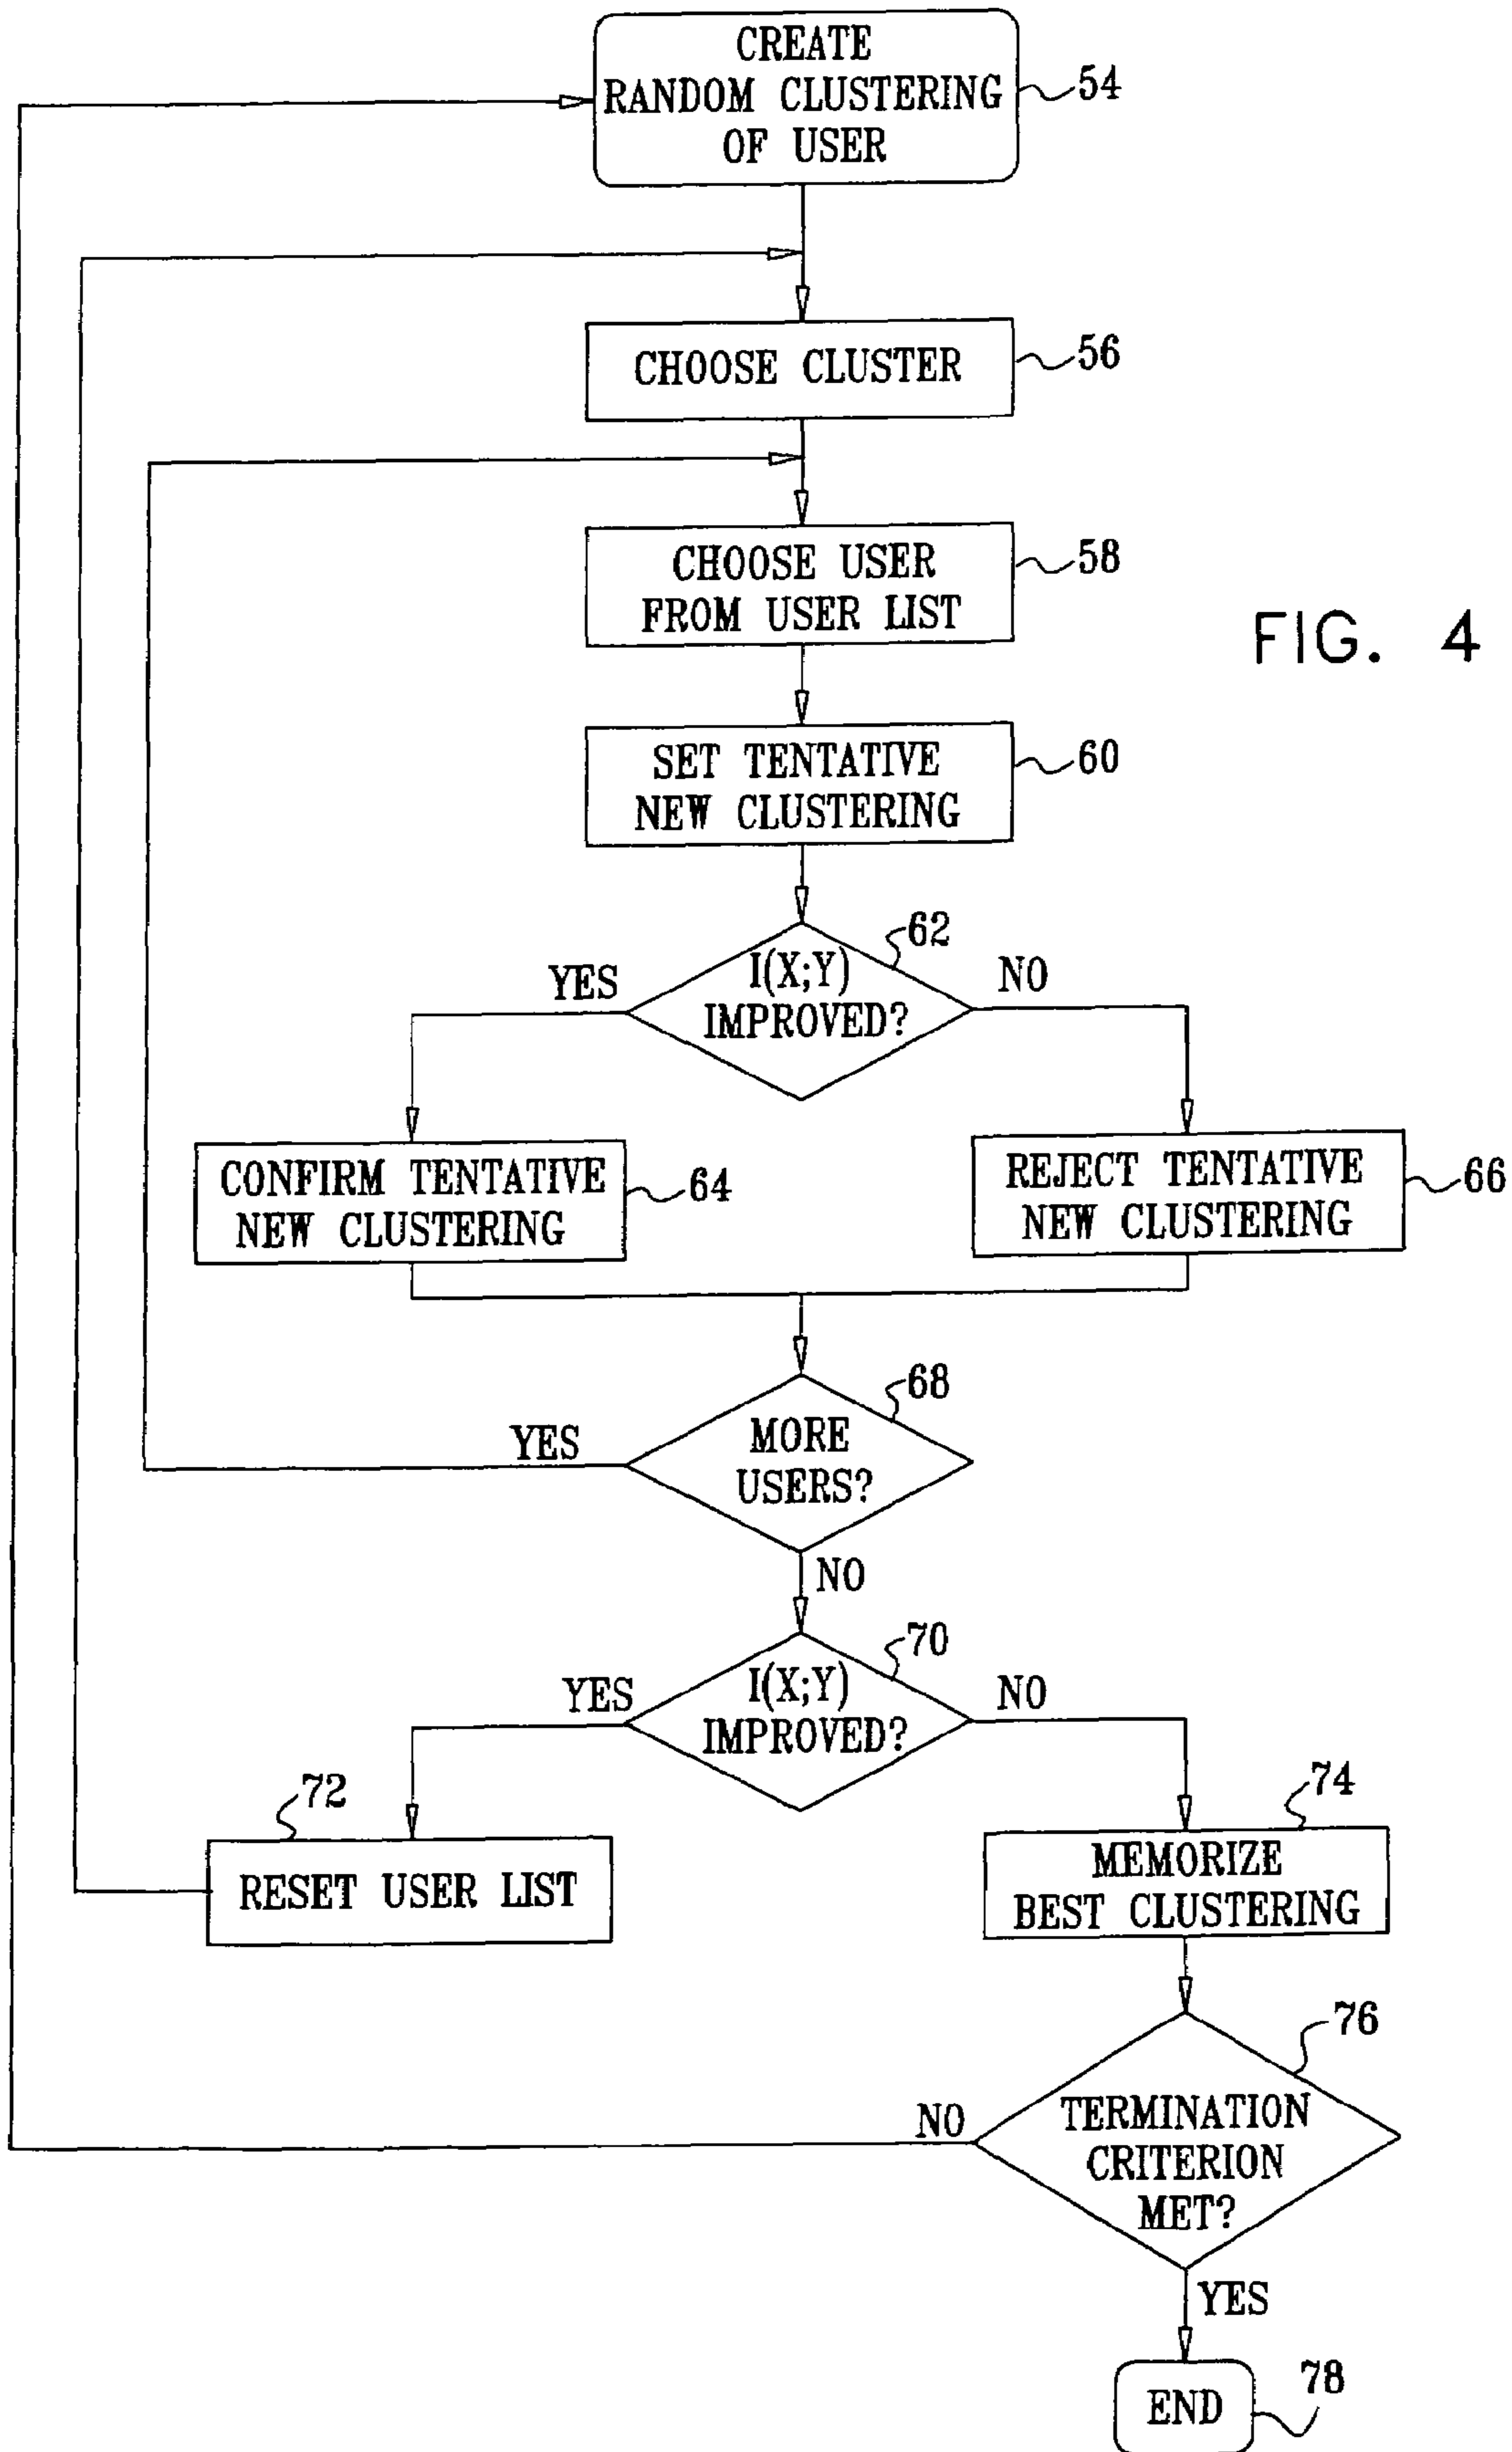 CREATE
RANDOM CLUSTERING
OF USER
54
CHOOSE CLUSTER
56
CHOOSE USER
FROM USER LIST
58
FIG. 4
SET TENTATIVE
NEW CLUSTERING
60
62
YES
I(X;Y)
IMPROVED?
NO
CONFIRM TENTATIVE
NEW CLUSTERING
64
REJECT TENTATIVE
NEW CLUSTERING
66
68
YES
MORE
USERS?
NO
70
YES
I(X;Y)
IMPROVED?
NO
72
RESET USER LIST
74
MEMORIZE
BEST CLUSTERING
76
NO
TERMINATION
CRITERION
MET?
YES
END
78